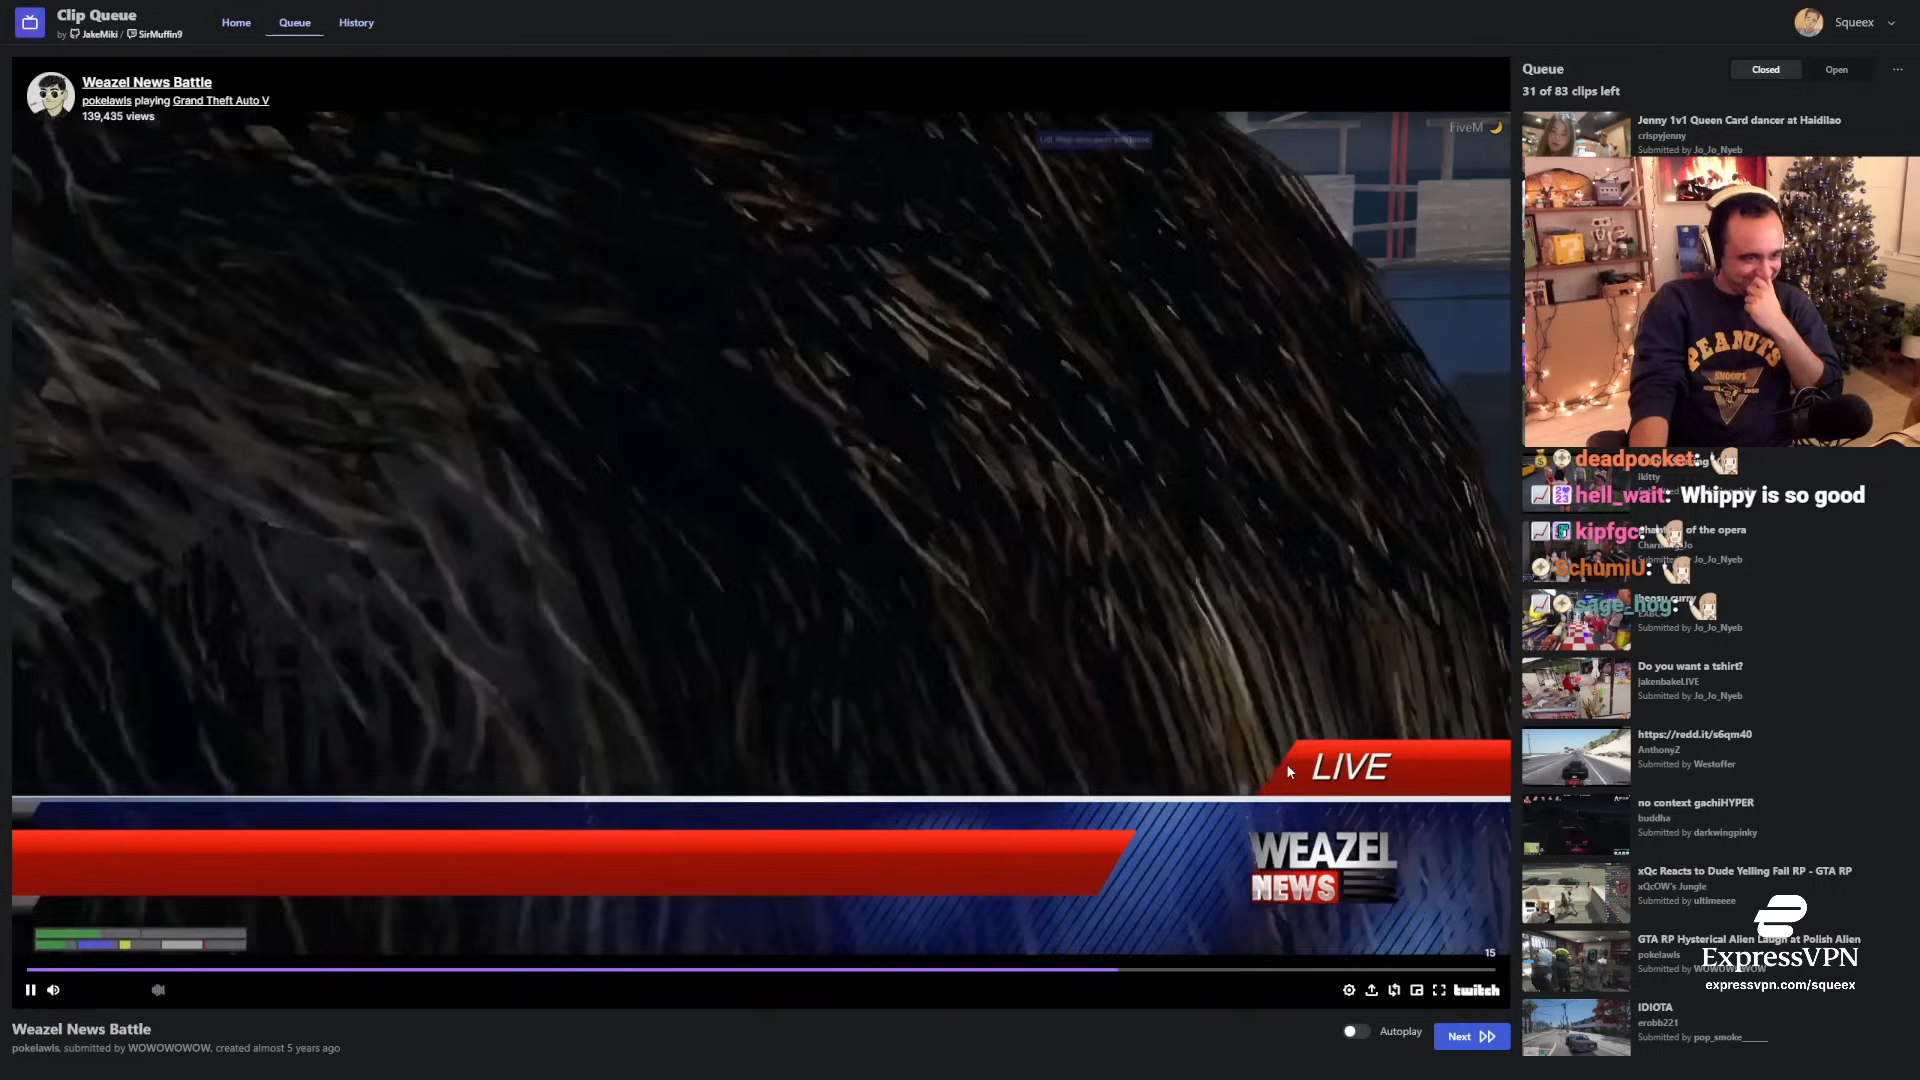 Clip Queue
by JakeMiki / SirMuffin9
Home
Queue
History
Squeex
Weazel News Battle
pokelawls playing Grand Theft Auto V
139,435 views
FiveM
LIVE
WEAZEL
NEWS
15
twitch
Weazel News Battle
pokelawls, submitted by WOWOWOWOW, created almost 5 years ago
Autoplay
Next
Queue
Closed
Open
31 of 83 clips left
Jenny 1v1 Queen Card dancer at Haidilao
crispyjenny
Submitted by Jo_Jo_Nyeb
PEANUTS
SNOOPY
deadpocket:
ikitty
hell_wait: Whippy is so good
kipfgc:
of the opera
Submitted by Jo_Jo_Nyeb
SchumiU:
sage_hog:
Submitted by Jo_Jo_Nyeb
Do you want a tshirt?
jakenbakeLIVE
Submitted by Jo_Jo_Nyeb
https://redd.it/s6qm40
AnthonyZ
Submitted by Westoffer
no context gachiHYPER
buddha
Submitted by darkwingpinky
xQc Reacts to Dude Yelling Fail RP - GTA RP
xQcOW's Jungle
Submitted by ultimeeee
GTA RP Hysterical Alien Laugh at Polish Alien
pokelawls
Submitted by WOWOWOWOW
ExpressVPN
expressvpn.com/squeex
IDIOTA
erobb221
Submitted by pop_smoke_____